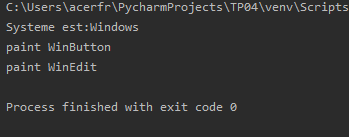 C:\Users\acerfr\PycharmProjects\TP04\venv\Scripts
Systeme est:Windows
paint WinButton
paint WinEdit
Process finished with exit code 0